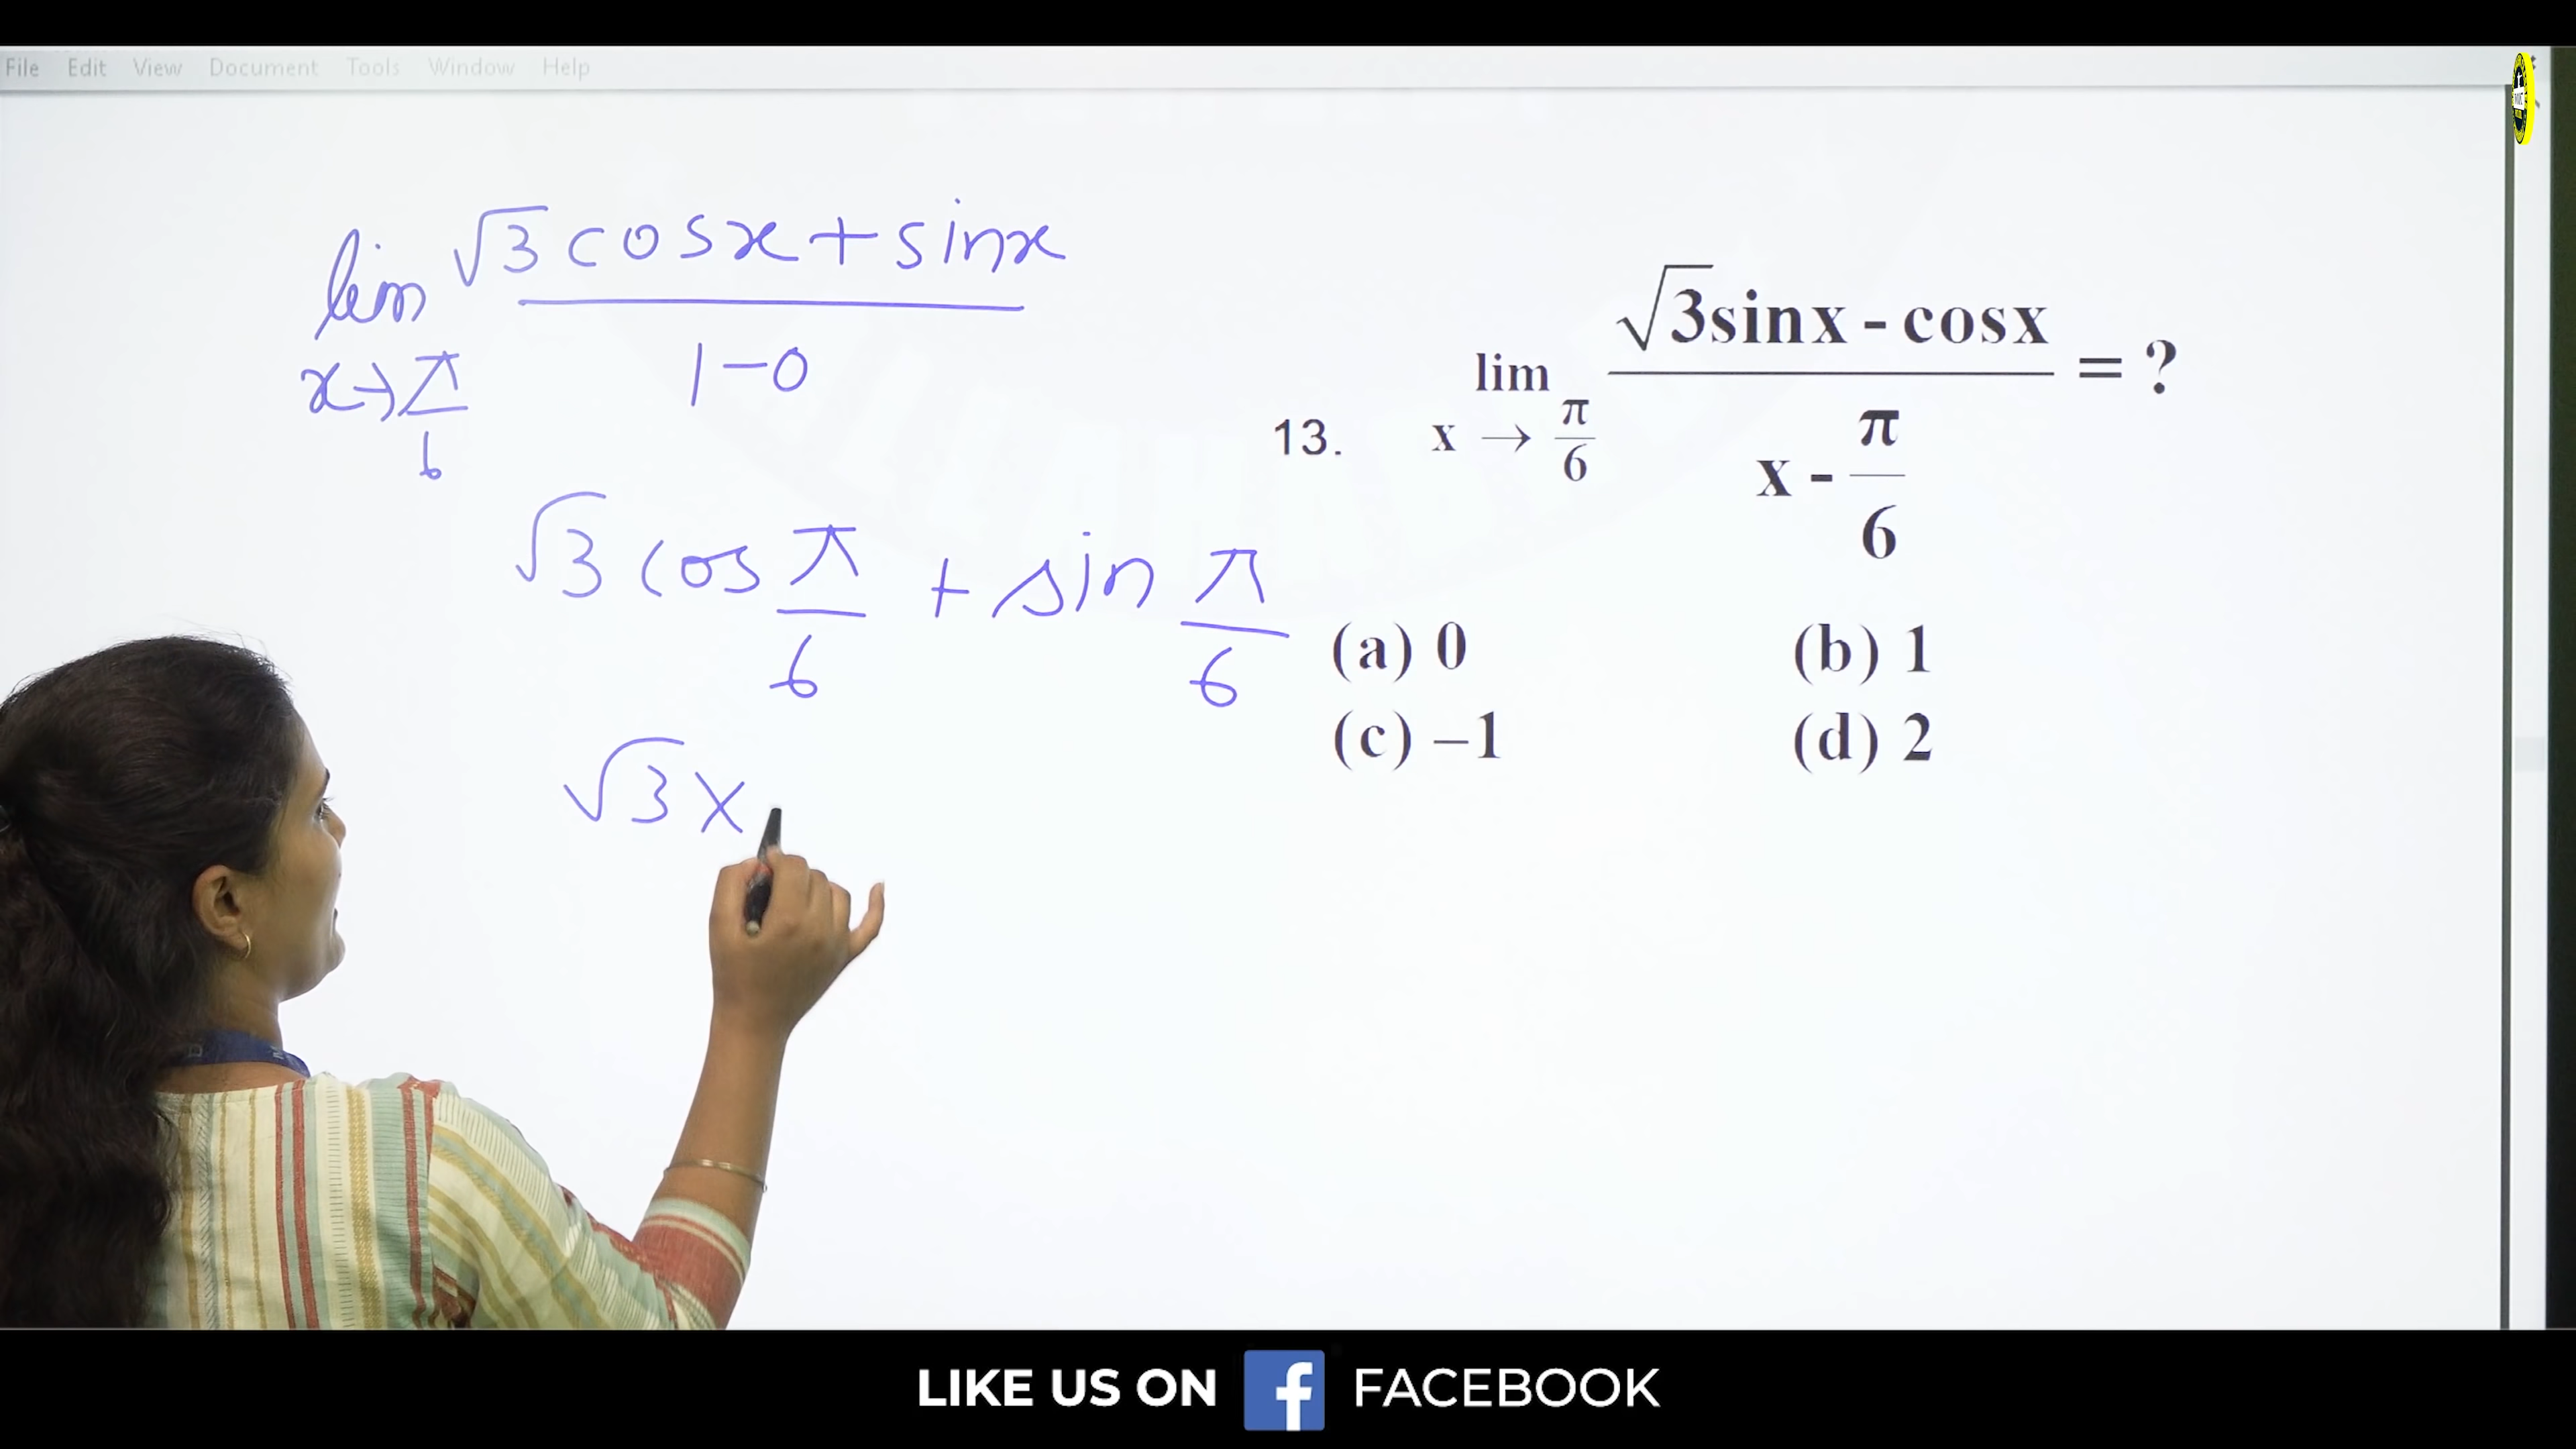 File Edit View Document Tools Window Help
lim x→π/6 √3 cosx + sinx / 1-0
√3 cos π/6 + sin π/6
√3 ×
13. lim x → π/6 √3sinx - cosx / x - π/6 = ?
(a) 0 (b) 1
(c) –1 (d) 2
LIKE US ON f FACEBOOK